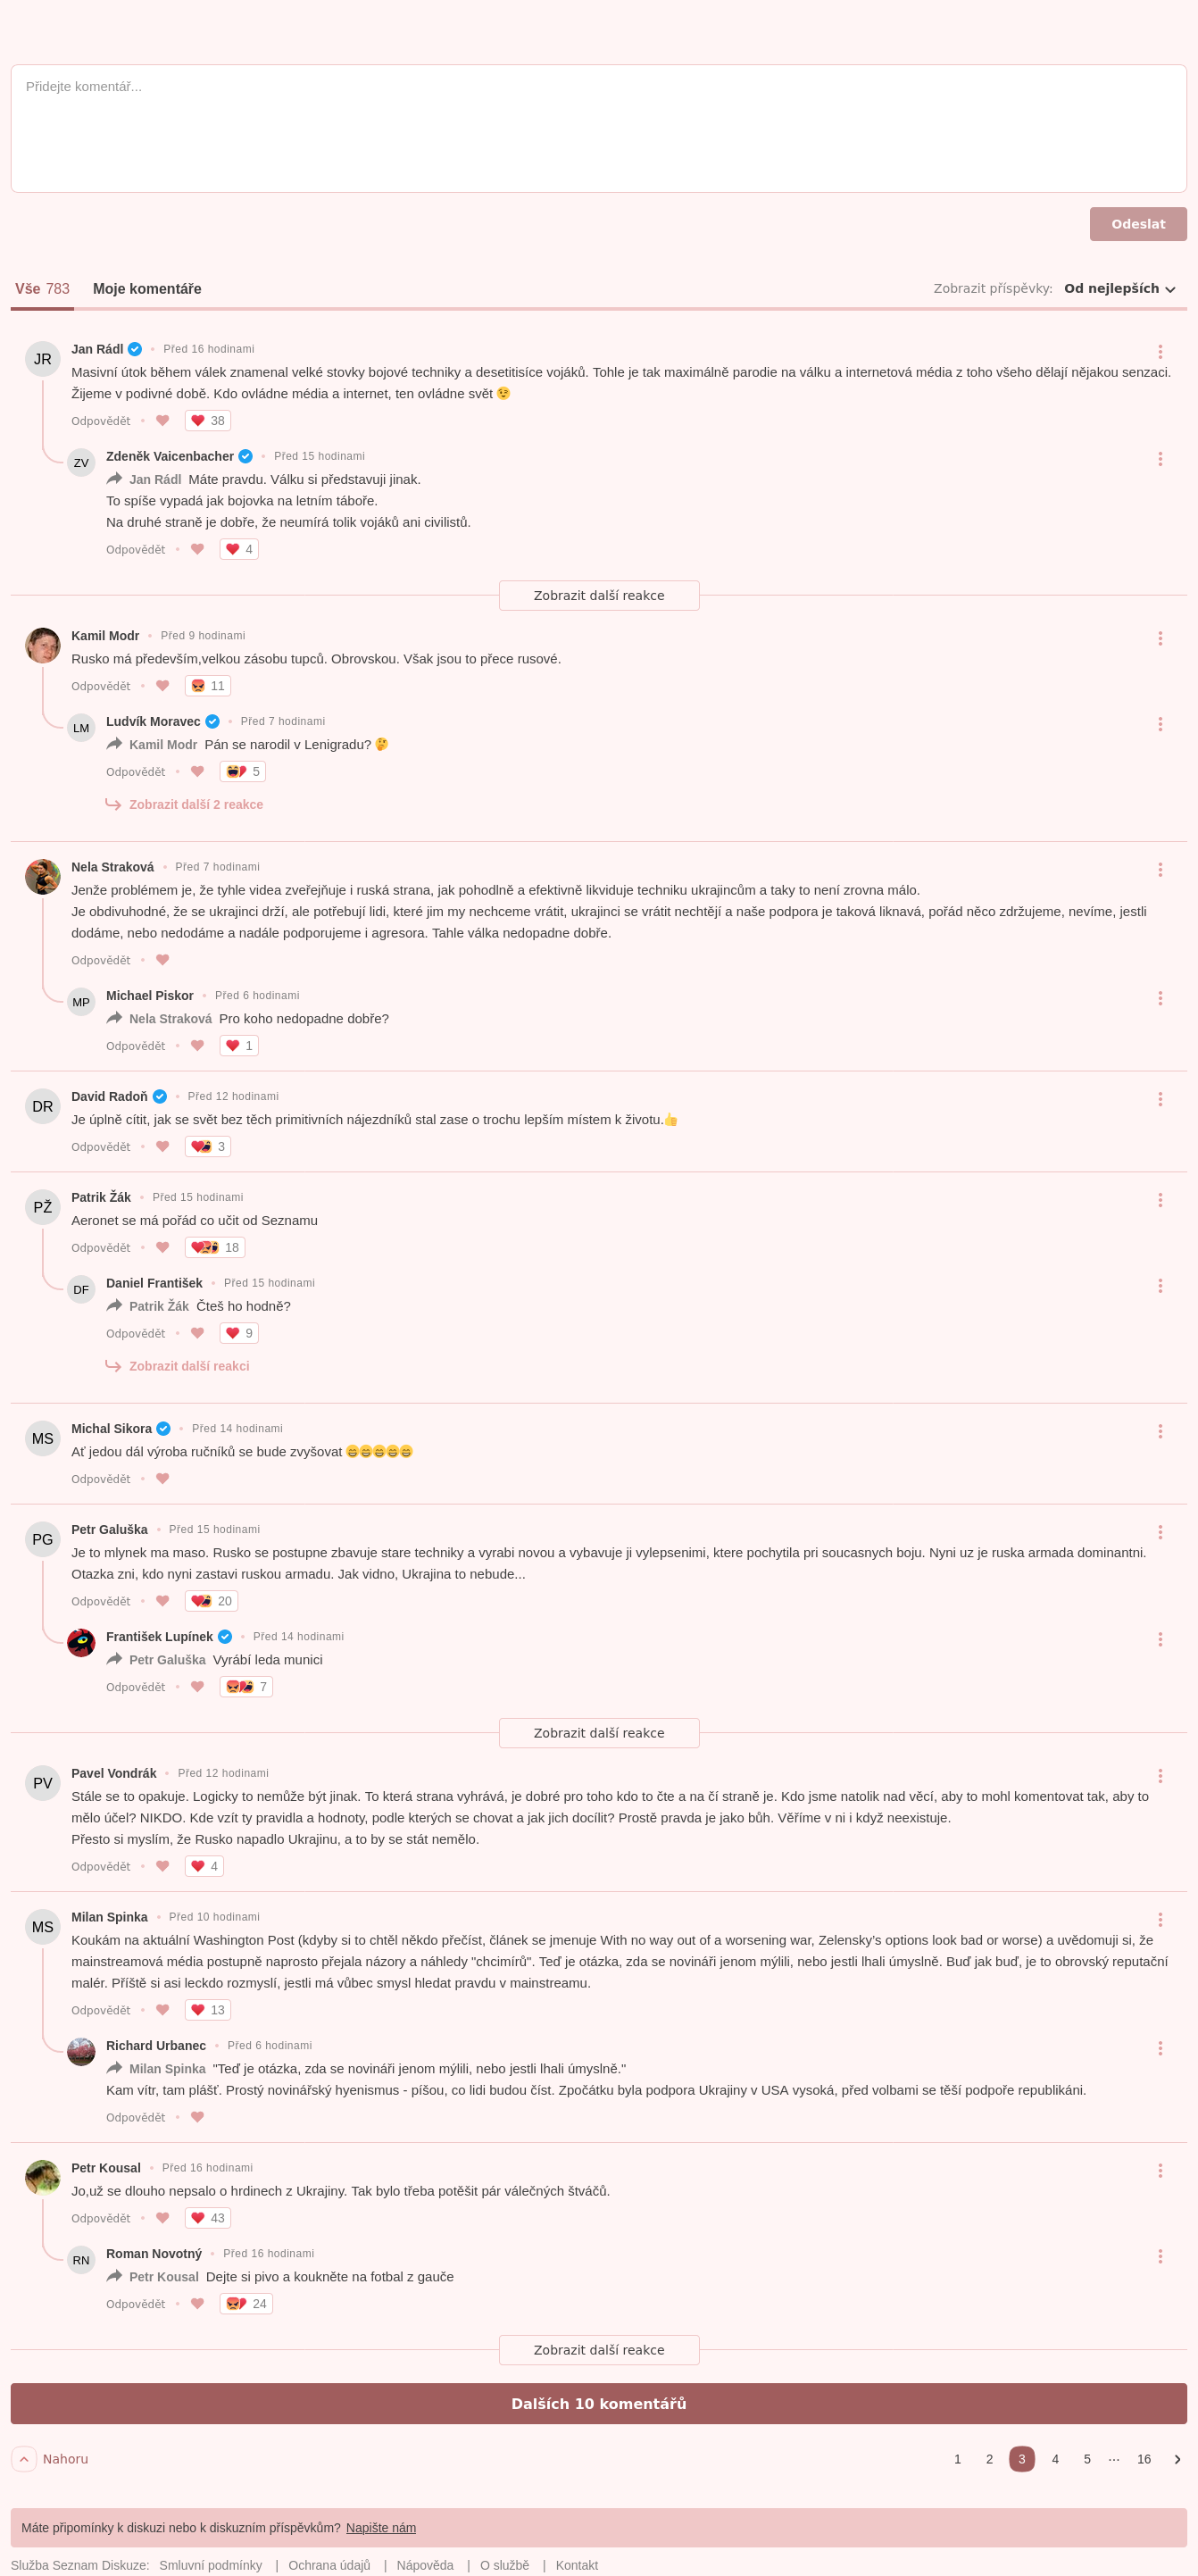 Přidejte komentář...
Odeslat
Vše 783 Moje komentáře Zobrazit příspěvky: Od nejlepších
JR Jan Rádl • Před 16 hodinami
Masivní útok během válek znamenal velké stovky bojové techniky a desetitisíce vojáků. Tohle je tak maximálně parodie na válku a internetová média z toho všeho dělají nějakou senzaci.
Žijeme v podivné době. Kdo ovládne média a internet, ten ovládne svět 😉
Odpovědět • 38
ZV Zdeněk Vaicenbacher • Před 15 hodinami
Jan Rádl Máte pravdu. Válku si představuji jinak.
To spíše vypadá jak bojovka na letním táboře.
Na druhé straně je dobře, že neumírá tolik vojáků ani civilistů.
Odpovědět • 4
Zobrazit další reakce
Kamil Modr • Před 9 hodinami
Rusko má především,velkou zásobu tupců. Obrovskou. Však jsou to přece rusové.
Odpovědět • 11
LM Ludvík Moravec • Před 7 hodinami
Kamil Modr Pán se narodil v Lenigradu? 🤔
Odpovědět • 5
Zobrazit další 2 reakce
Nela Straková • Před 7 hodinami
Jenže problémem je, že tyhle videa zveřejňuje i ruská strana, jak pohodlně a efektivně likviduje techniku ukrajincům a taky to není zrovna málo.
Je obdivuhodné, že se ukrajinci drží, ale potřebují lidi, které jim my nechceme vrátit, ukrajinci se vrátit nechtějí a naše podpora je taková liknavá, pořád něco zdržujeme, nevíme, jestli
dodáme, nebo nedodáme a nadále podporujeme i agresora. Tahle válka nedopadne dobře.
Odpovědět •
MP Michael Piskor • Před 6 hodinami
Nela Straková Pro koho nedopadne dobře?
Odpovědět • 1
DR David Radoň • Před 12 hodinami
Je úplně cítit, jak se svět bez těch primitivních nájezdníků stal zase o trochu lepším místem k životu.👍
Odpovědět • 3
PŽ Patrik Žák • Před 15 hodinami
Aeronet se má pořád co učit od Seznamu
Odpovědět • 18
DF Daniel František • Před 15 hodinami
Patrik Žák Čteš ho hodně?
Odpovědět • 9
Zobrazit další reakci
MS Michal Sikora • Před 14 hodinami
Ať jedou dál výroba ručníků se bude zvyšovat 😄😄😄😄😄
Odpovědět •
PG Petr Galuška • Před 15 hodinami
Je to mlynek ma maso. Rusko se postupne zbavuje stare techniky a vyrabi novou a vybavuje ji vylepsenimi, ktere pochytila pri soucasnych boju. Nyni uz je ruska armada dominantni.
Otazka zni, kdo nyni zastavi ruskou armadu. Jak vidno, Ukrajina to nebude...
Odpovědět • 20
František Lupínek • Před 14 hodinami
Petr Galuška Vyrábí leda munici
Odpovědět • 7
Zobrazit další reakce
PV Pavel Vondrák • Před 12 hodinami
Stále se to opakuje. Logicky to nemůže být jinak. To která strana vyhrává, je dobré pro toho kdo to čte a na čí straně je. Kdo jsme natolik nad věcí, aby to mohl komentovat tak, aby to
mělo účel? NIKDO. Kde vzít ty pravidla a hodnoty, podle kterých se chovat a jak jich docílit? Prostě pravda je jako bůh. Věříme v ni i když neexistuje.
Přesto si myslím, že Rusko napadlo Ukrajinu, a to by se stát nemělo.
Odpovědět • 4
MS Milan Spinka • Před 10 hodinami
Koukám na aktuální Washington Post (kdyby si to chtěl někdo přečíst, článek se jmenuje With no way out of a worsening war, Zelensky's options look bad or worse) a uvědomuji si, že
mainstreamová média postupně naprosto přejala názory a náhledy "chcimírů". Teď je otázka, zda se novináři jenom mýlili, nebo jestli lhali úmyslně. Buď jak buď, je to obrovský reputační
malér. Příště si asi leckdo rozmyslí, jestli má vůbec smysl hledat pravdu v mainstreamu.
Odpovědět • 13
Richard Urbanec • Před 6 hodinami
Milan Spinka "Teď je otázka, zda se novináři jenom mýlili, nebo jestli lhali úmyslně."
Kam vítr, tam plášť. Prostý novinářský hyenismus - píšou, co lidi budou číst. Zpočátku byla podpora Ukrajiny v USA vysoká, před volbami se těší podpoře republikáni.
Odpovědět •
Petr Kousal • Před 16 hodinami
Jo,už se dlouho nepsalo o hrdinech z Ukrajiny. Tak bylo třeba potěšit pár válečných štváčů.
Odpovědět • 43
RN Roman Novotný • Před 16 hodinami
Petr Kousal Dejte si pivo a koukněte na fotbal z gauče
Odpovědět • 24
Zobrazit další reakce
Dalších 10 komentářů
Nahoru 1 2 3 4 5 ··· 16
Máte připomínky k diskuzi nebo k diskuzním příspěvkům? Napište nám
Služba Seznam Diskuze: Smluvní podmínky | Ochrana údajů | Nápověda | O službě | Kontakt